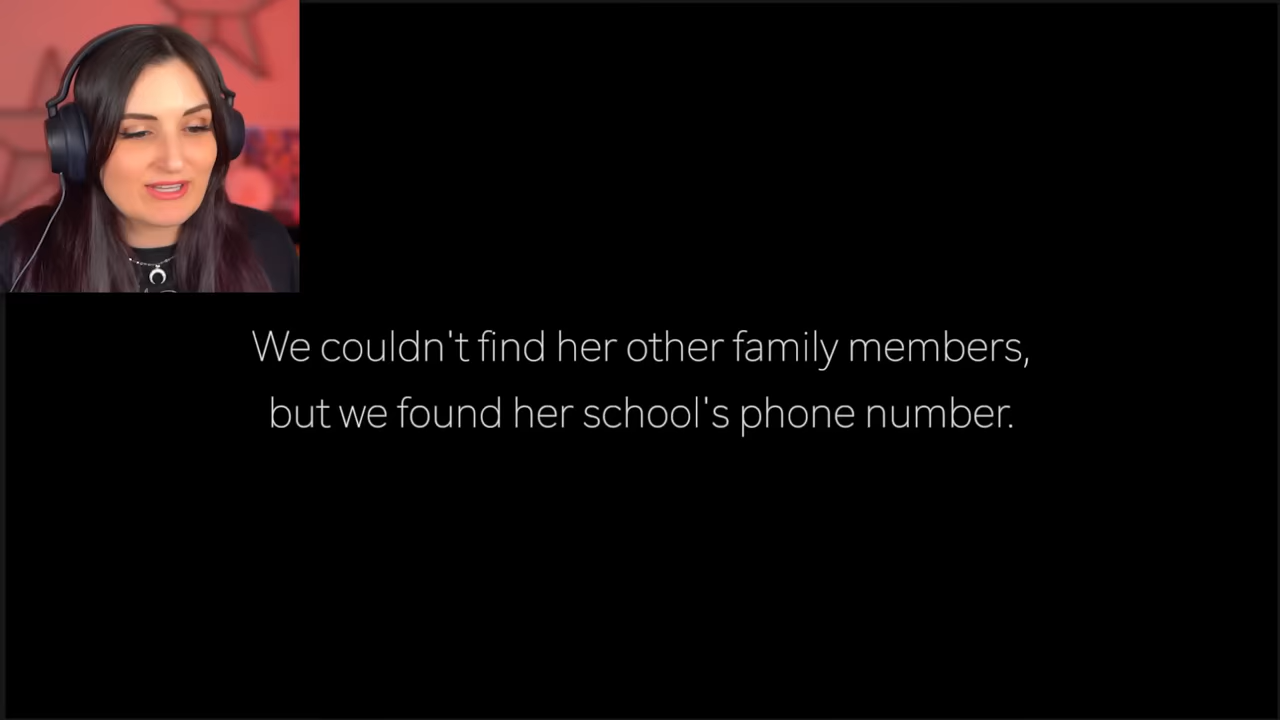 We couldn't find her other family members,
but we found her school's phone number.